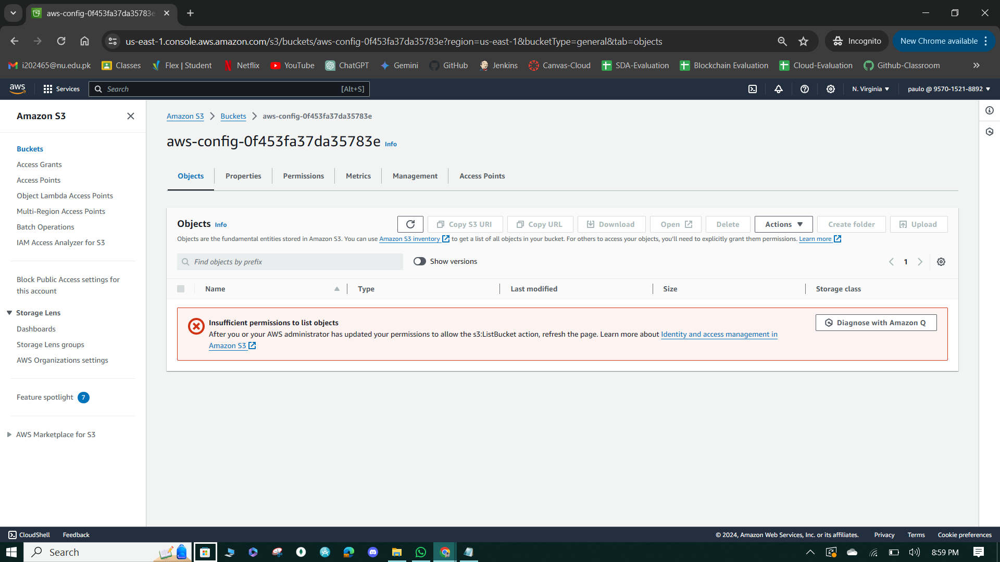 aws-config-0f453fa37da35783e
us-east-1.console.aws.amazon.com/s3/buckets/aws-config-0f453fa37da35783e?region=us-east-1&bucketType=general&tab=objects
Incognito
New Chrome available
i202465@nu.edu.pk
Classes
Flex | Student
Netflix
YouTube
ChatGPT
Gemini
GitHub
Jenkins
Canvas-Cloud
SDA-Evaluation
Blockchain Evaluation
Cloud-Evaluation
Github-Classroom
aws
Services
Search
[Alt+S]
N. Virginia
paulo @ 9570-1521-8892
Amazon S3
Buckets
Access Grants
Access Points
Object Lambda Access Points
Multi-Region Access Points
Batch Operations
IAM Access Analyzer for S3
Block Public Access settings for
this account
Storage Lens
Dashboards
Storage Lens groups
AWS Organizations settings
Feature spotlight 7
AWS Marketplace for S3
Amazon S3 > Buckets > aws-config-0f453fa37da35783e
aws-config-0f453fa37da35783e Info
Objects
Properties
Permissions
Metrics
Management
Access Points
Objects Info
Copy S3 URI
Copy URL
Download
Open
Delete
Actions
Create folder
Upload
Objects are the fundamental entities stored in Amazon S3. You can use Amazon S3 inventory to get a list of all objects in your bucket. For others to access your objects, you'll need to explicitly grant them permissions. Learn more
Find objects by prefix
Show versions
1
Name
Type
Last modified
Size
Storage class
Insufficient permissions to list objects
After you or your AWS administrator has updated your permissions to allow the s3:ListBucket action, refresh the page. Learn more about Identity and access management in
Amazon S3
Diagnose with Amazon Q
CloudShell
Feedback
© 2024, Amazon Web Services, Inc. or its affiliates.
Privacy
Terms
Cookie preferences
Search
8:59 PM